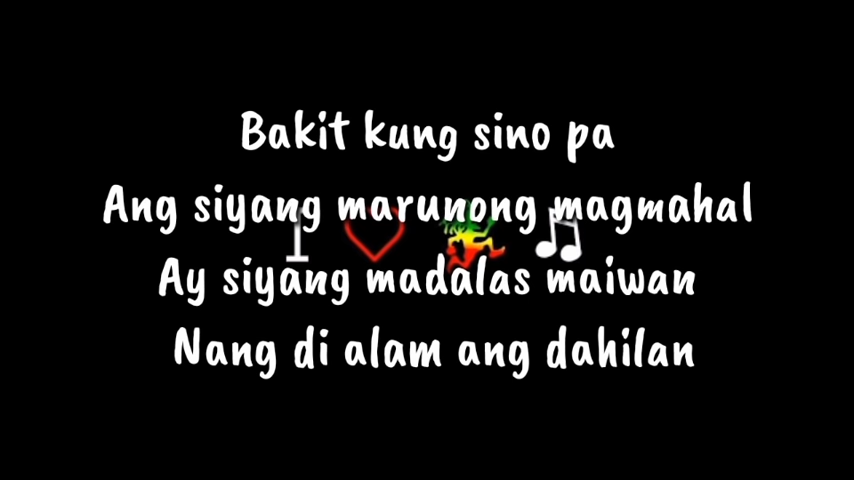 Bakit kung sino pa
Ang siyang marunong magmahal
I
Ay siyang madalas maiwan
Nang di alam ang dahilan